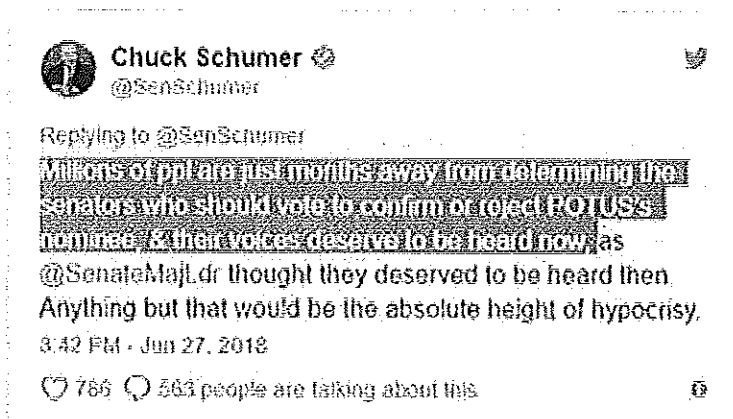 Chuck Schumer
@SenSchumer
Replying to @SenSchumer
Millions of ppl are just months away from determining the
senators who should vote to confirm or reject POTUS's
nominee, & their voices deserve to be heard now, as
@SenateMajLdr thought they deserved to be heard then.
Anything but that would be the absolute height of hypocrisy.
3:42 PM - Jun 27, 2018
786 563 people are talking about this